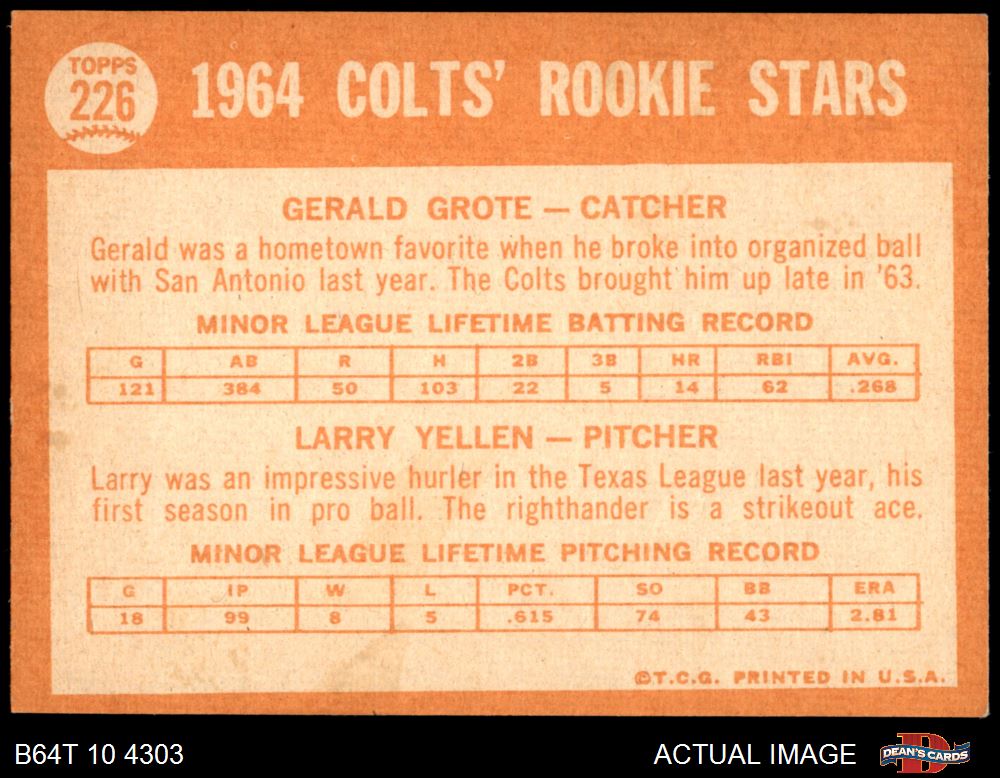 TOPPS
226
1964 COLTS' ROOKIE STARS
GERALD GROTE — CATCHER
Gerald was a hometown favorite when he broke into organized ball
with San Antonio last year. The Colts brought him up late in '63.
MINOR LEAGUE LIFETIME BATTING RECORD
G AB R H 2B 3B HR RBI AVG.
121 384 50 103 22 5 14 62 .268
LARRY YELLEN — PITCHER
Larry was an impressive hurler in the Texas League last year, his
first season in pro ball. The righthander is a strikeout ace.
MINOR LEAGUE LIFETIME PITCHING RECORD
G IP W L PCT. SO BB ERA
18 99 8 5 .615 74 43 2.81
©T.C.G. PRINTED IN U.S.A.
B64T 10 4303 ACTUAL IMAGE DEAN'S CARDS